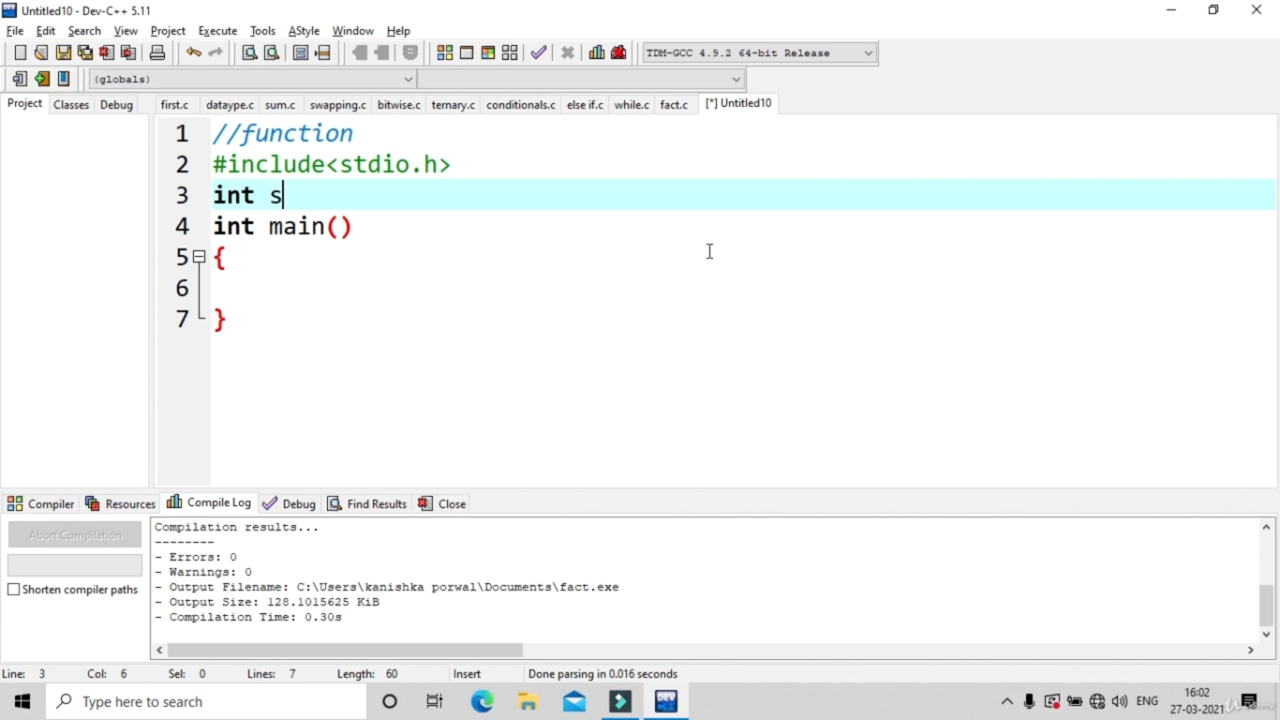 Untitled10 - Dev-C++ 5.11
File Edit Search View Project Execute Tools AStyle Window Help
TDM-GCC 4.9.2 64-bit Release
(globals)
Project Classes Debug
first.c dataype.c sum.c swapping.c bitwise.c ternary.c conditionals.c else if.c while.c fact.c [*] Untitled10
1 //function
2 #include<stdio.h>
3 int s
4 int main()
5 {
6
7 }
Compiler Resources Compile Log Debug Find Results Close
Abort Compilation
Shorten compiler paths
Compilation results...
--------
- Errors: 0
- Warnings: 0
- Output Filename: C:\Users\kanishka porwal\Documents\fact.exe
- Output Size: 128.1015625 KiB
- Compilation Time: 0.30s
Line: 3 Col: 6 Sel: 0 Lines: 7 Length: 60 Insert Done parsing in 0.016 seconds
Type here to search
DEV
ENG
16:02
27-03-2021
Udemy